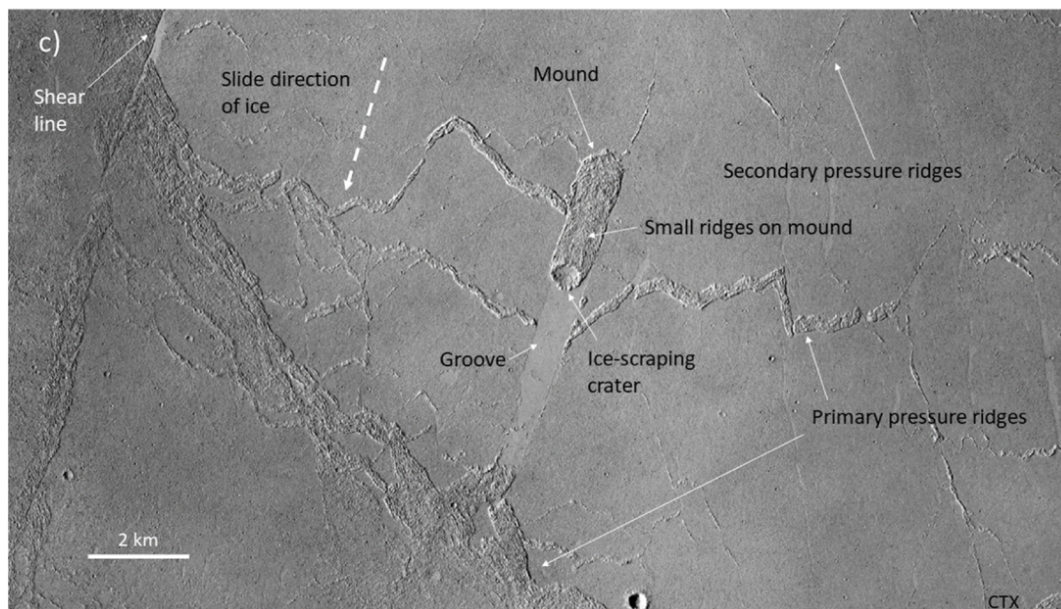 c)
Shear
line
Slide direction
of ice
Mound
Secondary pressure ridges
Small ridges on mound
Groove
Ice-scraping
crater
Primary pressure ridges
2 km
CTX